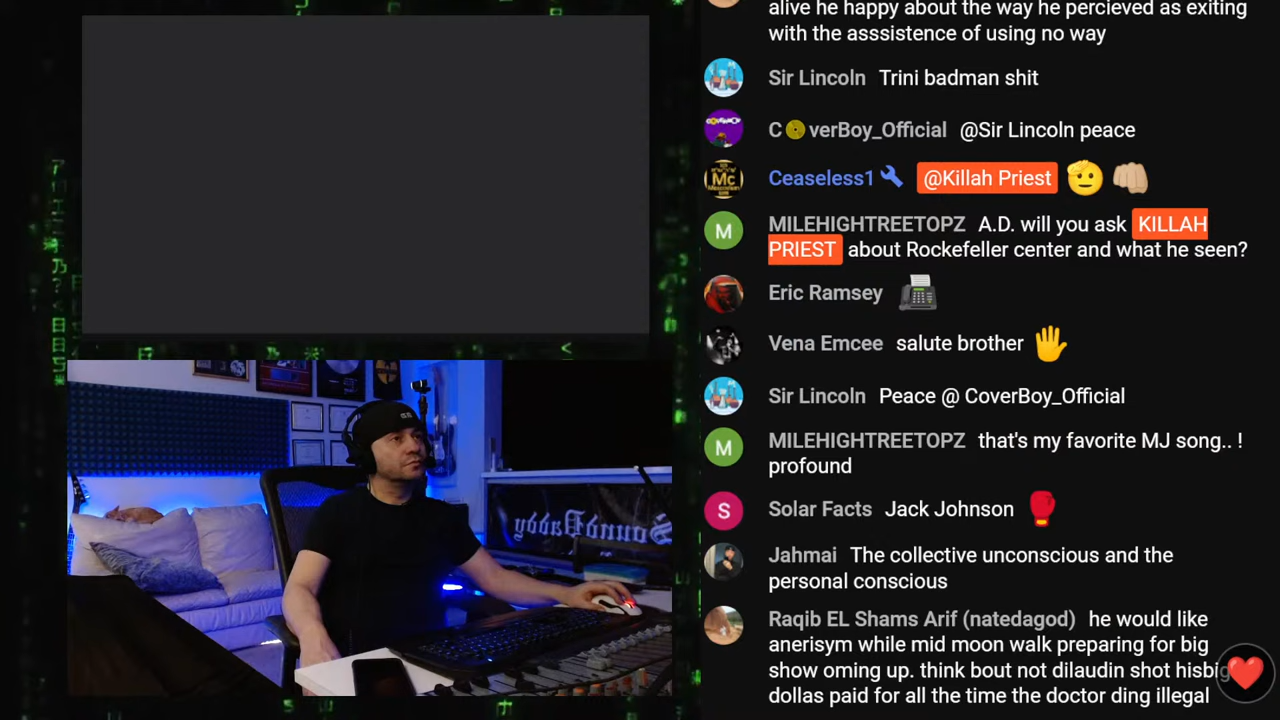 alive he happy about the way he percieved as exiting
with the asssistence of using no way
Sir Lincoln Trini badman shit
C verBoy_Official @Sir Lincoln peace
Ceaseless1 @Killah Priest
MILEHIGHTREETOPZ A.D. will you ask KILLAH
PRIEST about Rockefeller center and what he seen?
Eric Ramsey
Vena Emcee salute brother
Sir Lincoln Peace @ CoverBoy_Official
MILEHIGHTREETOPZ that's my favorite MJ song.. !
profound
Solar Facts Jack Johnson
Jahmai The collective unconscious and the
personal conscious
Raqib EL Shams Arif (natedagod) he would like
anerisym while mid moon walk preparing for big
show oming up. think bout not dilaudin shot hisbig
dollas paid for all the time the doctor ding illegal
Mc
M
M
S
SoundDaddy